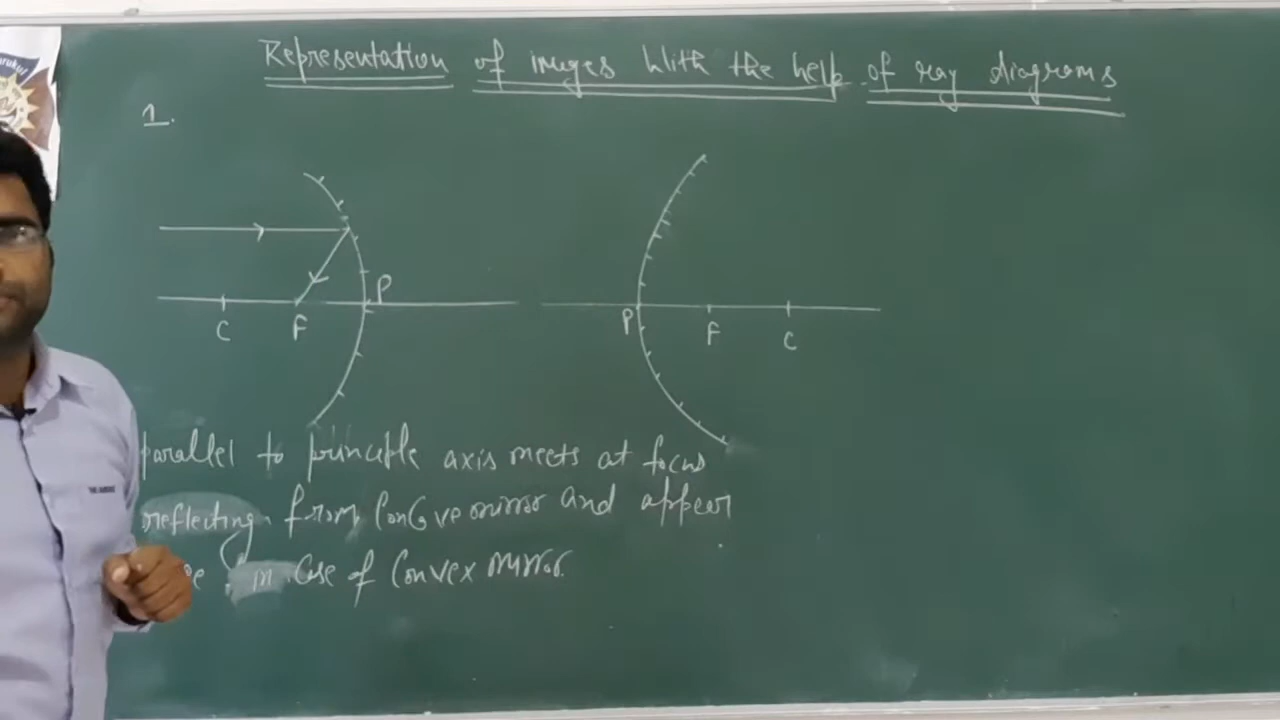 Representation of images With the help of ray diagrams
1.
P
C F
P F C
parallel to principle axis meets at focus
reflecting from Concave mirror and appear
in Case of Convex mirror.